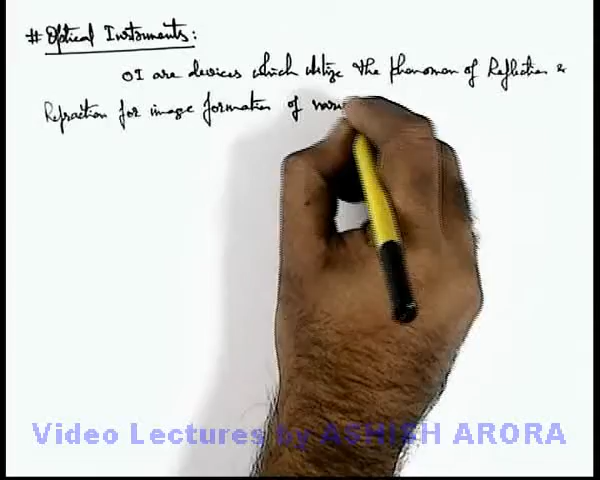 # Optical Instruments:
OI are devices which utilize the phenomon of Reflection &
Refraction for image formation of
Video Lectures by ASHISH ARORA